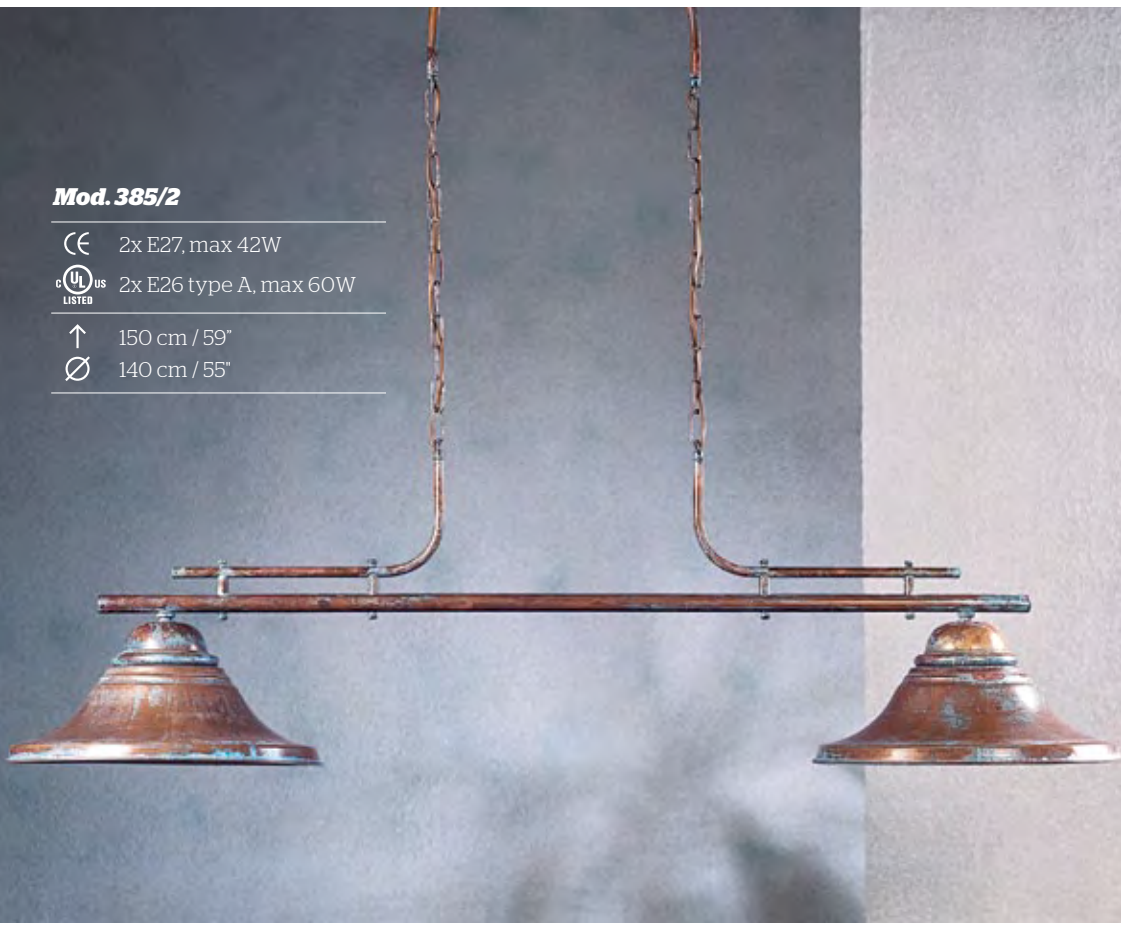 Mod. 385/2
CE 2x E27, max 42W
C UL US LISTED 2x E26 type A, max 60W
↑ 150 cm / 59”
Ø 140 cm / 55”